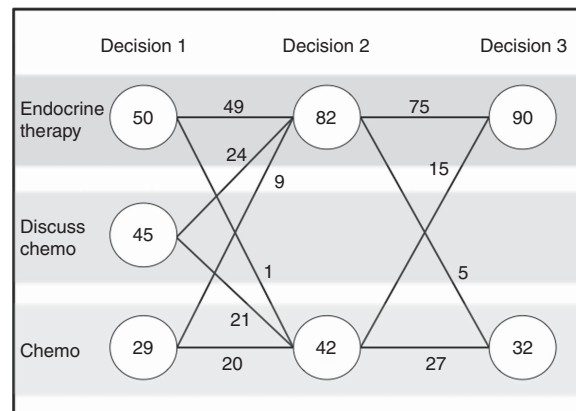 Decision 1 Decision 2 Decision 3
Endocrine
therapy
50 49 82 75 90
24
9
15
Discuss
chemo
45
1
5
21
Chemo
29 20 42 27 32